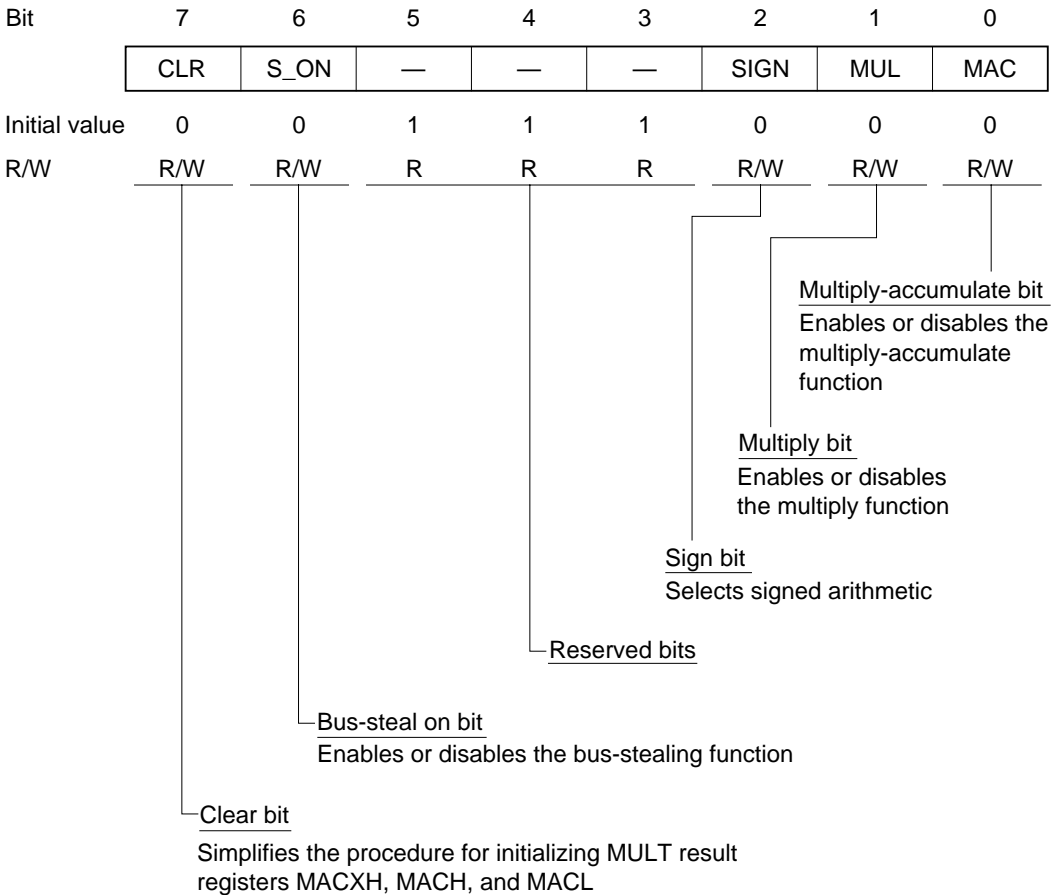 Bit 7 6 5 4 3 2 1 0
CLR S_ON — — — SIGN MUL MAC
Initial value 0 0 1 1 1 0 0 0
R/W R/W R/W R R R R/W R/W R/W
Multiply-accumulate bit
Enables or disables the
multiply-accumulate
function
Multiply bit
Enables or disables
the multiply function
Sign bit
Selects signed arithmetic
Reserved bits
Bus-steal on bit
Enables or disables the bus-stealing function
Clear bit
Simplifies the procedure for initializing MULT result
registers MACXH, MACH, and MACL